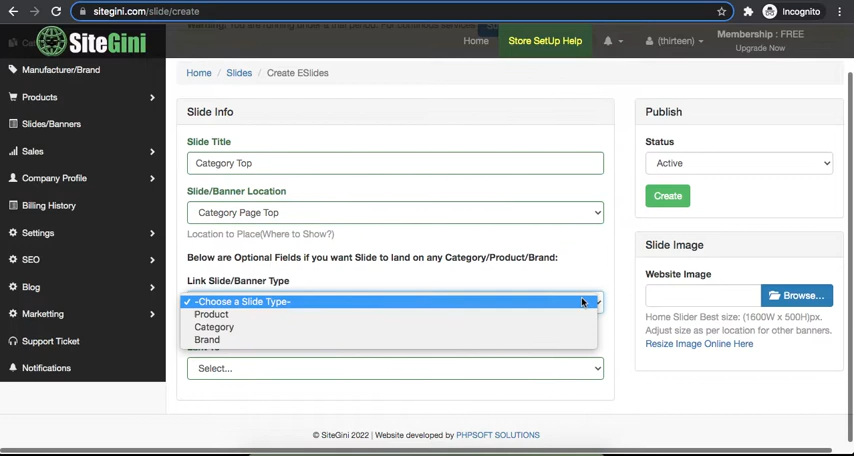 sitegini.com/slide/create
Incognito
SiteGini
Home
Store SetUp Help
(thirteen)
Membership : FREE
Upgrade Now
Manufacturer/Brand
Products
Slides/Banners
Sales
Company Profile
Billing History
Settings
SEO
Blog
Marketing
Support Ticket
Notifications
Home / Slides / Create ESlides
Slide Info
Slide Title
Category Top
Slide/Banner Location
Category Page Top
Location to Place(Where to Show?)
Below are Optional Fields if you want Slide to land on any Category/Product/Brand:
Link Slide/Banner Type
-Choose a Slide Type-
Product
Category
Brand
Select...
Publish
Status
Active
Create
Slide Image
Website Image
Browse...
Home Slider Best size: (1600W x 500H)px.
Adjust size as per location for other banners.
Resize Image Online Here
© SiteGini 2022 | Website developed by PHPSOFT SOLUTIONS